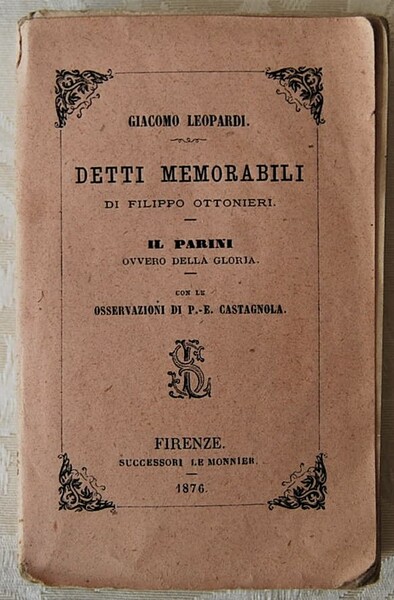 GIACOMO LEOPARDI.
DETTI MEMORABILI
DI FILIPPO OTTONIERI.
IL PARINI
OVVERO DELLA GLORIA.
CON LE
OSSERVAZIONI DI P.-E. CASTAGNOLA.
FIRENZE.
SUCCESSORI LE MONNIER.
1876.